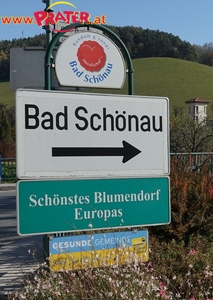 www.PRATER.at
Bad Schönau
Bad Schönau
Schönstes Blumendorf
Europas
GESUNDE GEMEINDE